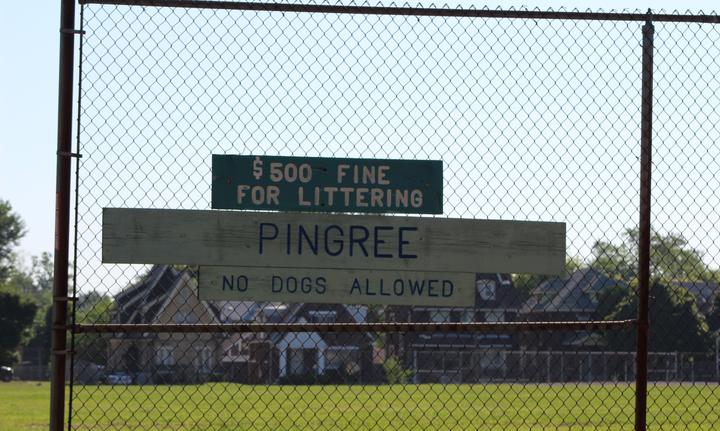 $500 FINE
FOR LITTERING
PINGREE
NO DOGS ALLOWED